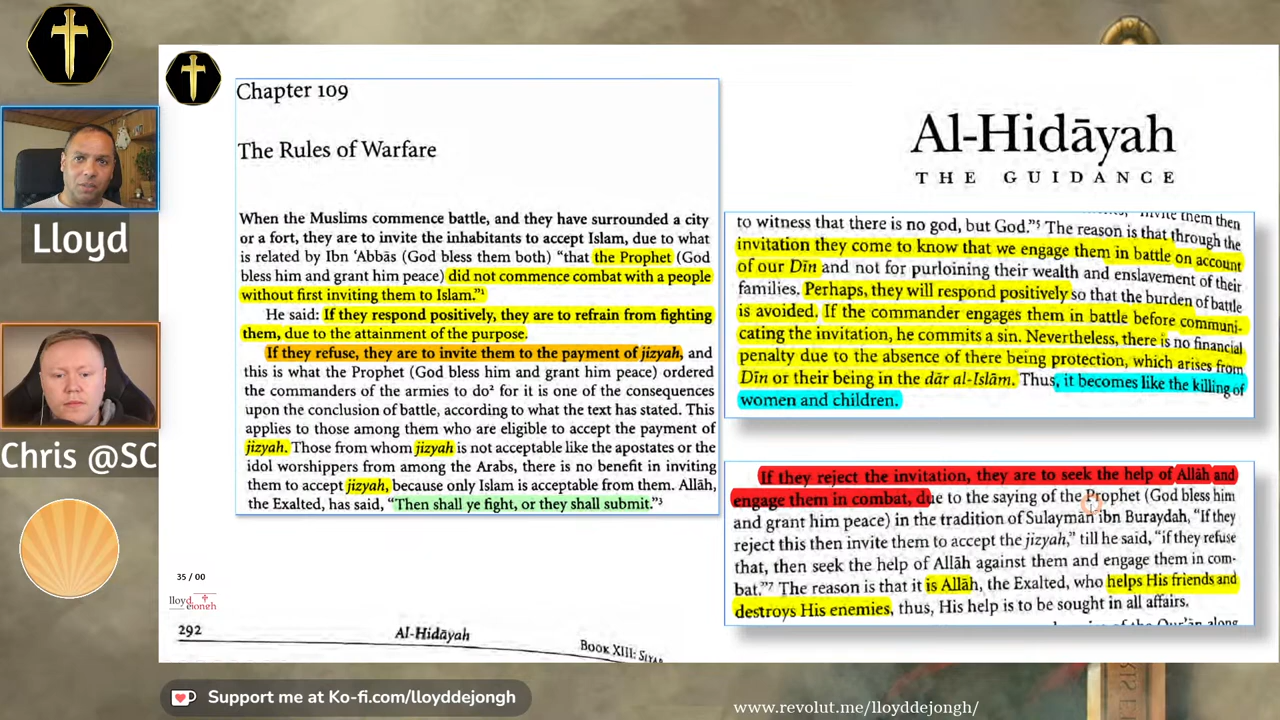 Lloyd
Chris @SC
Chapter 109
The Rules of Warfare
When the Muslims commence battle, and they have surrounded a city
or a fort, they are to invite the inhabitants to accept Islam, due to what
is related by Ibn ‘Abbās (God bless them both) “that the Prophet (God
bless him and grant him peace) did not commence combat with a people
without first inviting them to Islam.”¹
He said: If they respond positively, they are to refrain from fighting
them, due to the attainment of the purpose.
If they refuse, they are to invite them to the payment of jizyah, and
this is what the Prophet (God bless him and grant him peace) ordered
the commanders of the armies to do² for it is one of the consequences
upon the conclusion of battle, according to what the text has stated. This
applies to those among them who are eligible to accept the payment of
jizyah. Those from whom jizyah is not acceptable like the apostates or the
idol worshippers from among the Arabs, there is no benefit in inviting
them to accept jizyah, because only Islam is acceptable from them. Allāh,
the Exalted, has said, “Then shall ye fight, or they shall submit.”³
35 / 00
lloyd
dejongh
292
Al-Hidāyah
Book XIII: Siyar
Al-Hidāyah
THE GUIDANCE
invite them then
to witness that there is no god, but God.”⁵ The reason is that through the
invitation they come to know that we engage them in battle on account
of our Dīn and not for purloining their wealth and enslavement of their
families. Perhaps, they will respond positively so that the burden of battle
is avoided. If the commander engages them in battle before communi-
cating the invitation, he commits a sin. Nevertheless, there is no financial
penalty due to the absence of there being protection, which arises from
Dīn or their being in the dār al-Islām. Thus, it becomes like the killing of
women and children.
If they reject the invitation, they are to seek the help of Allāh and
engage them in combat, due to the saying of the Prophet (God bless him
and grant him peace) in the tradition of Sulaymān ibn Buraydah, “If they
reject this then invite them to accept the jizyah,” till he said, “if they refuse
that, then seek the help of Allāh against them and engage them in com-
bat.”⁷ The reason is that it is Allāh, the Exalted, who helps His friends and
destroys His enemies, thus, His help is to be sought in all affairs.
of the Qur’ān along
Support me at Ko-fi.com/lloyddejongh
www.revolut.me/lloyddejongh/